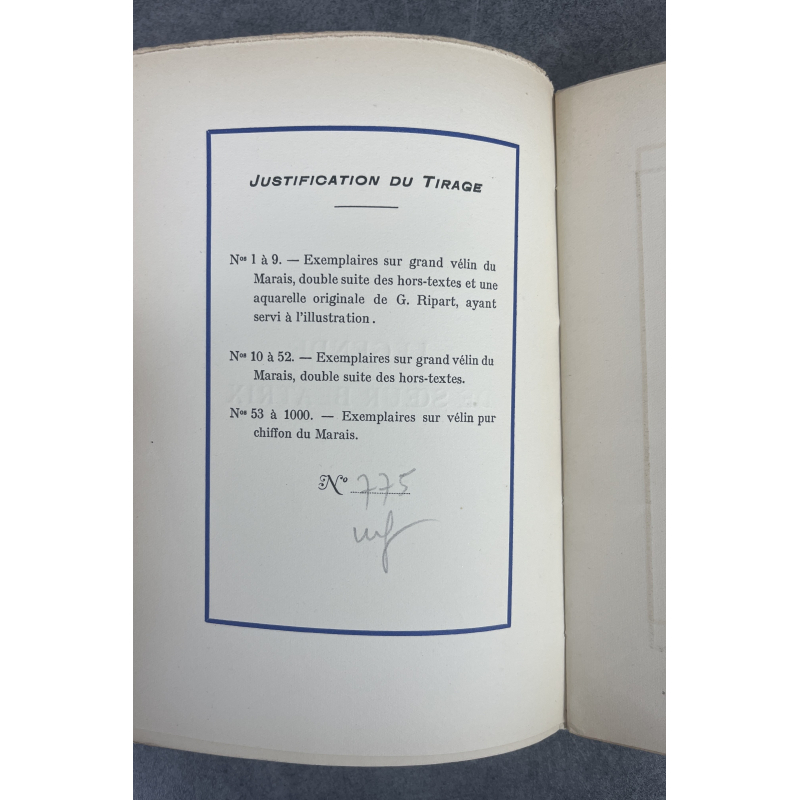 JUSTIFICATION DU TIRAGE
Nos 1 à 9. — Exemplaires sur grand vélin du
Marais, double suite des hors-textes et une
aquarelle originale de G. Ripart, ayant
servi à l'illustration.
Nos 10 à 52. — Exemplaires sur grand vélin du
Marais, double suite des hors-textes.
Nos 53 à 1000. — Exemplaires sur vélin pur
chiffon du Marais.
No 775